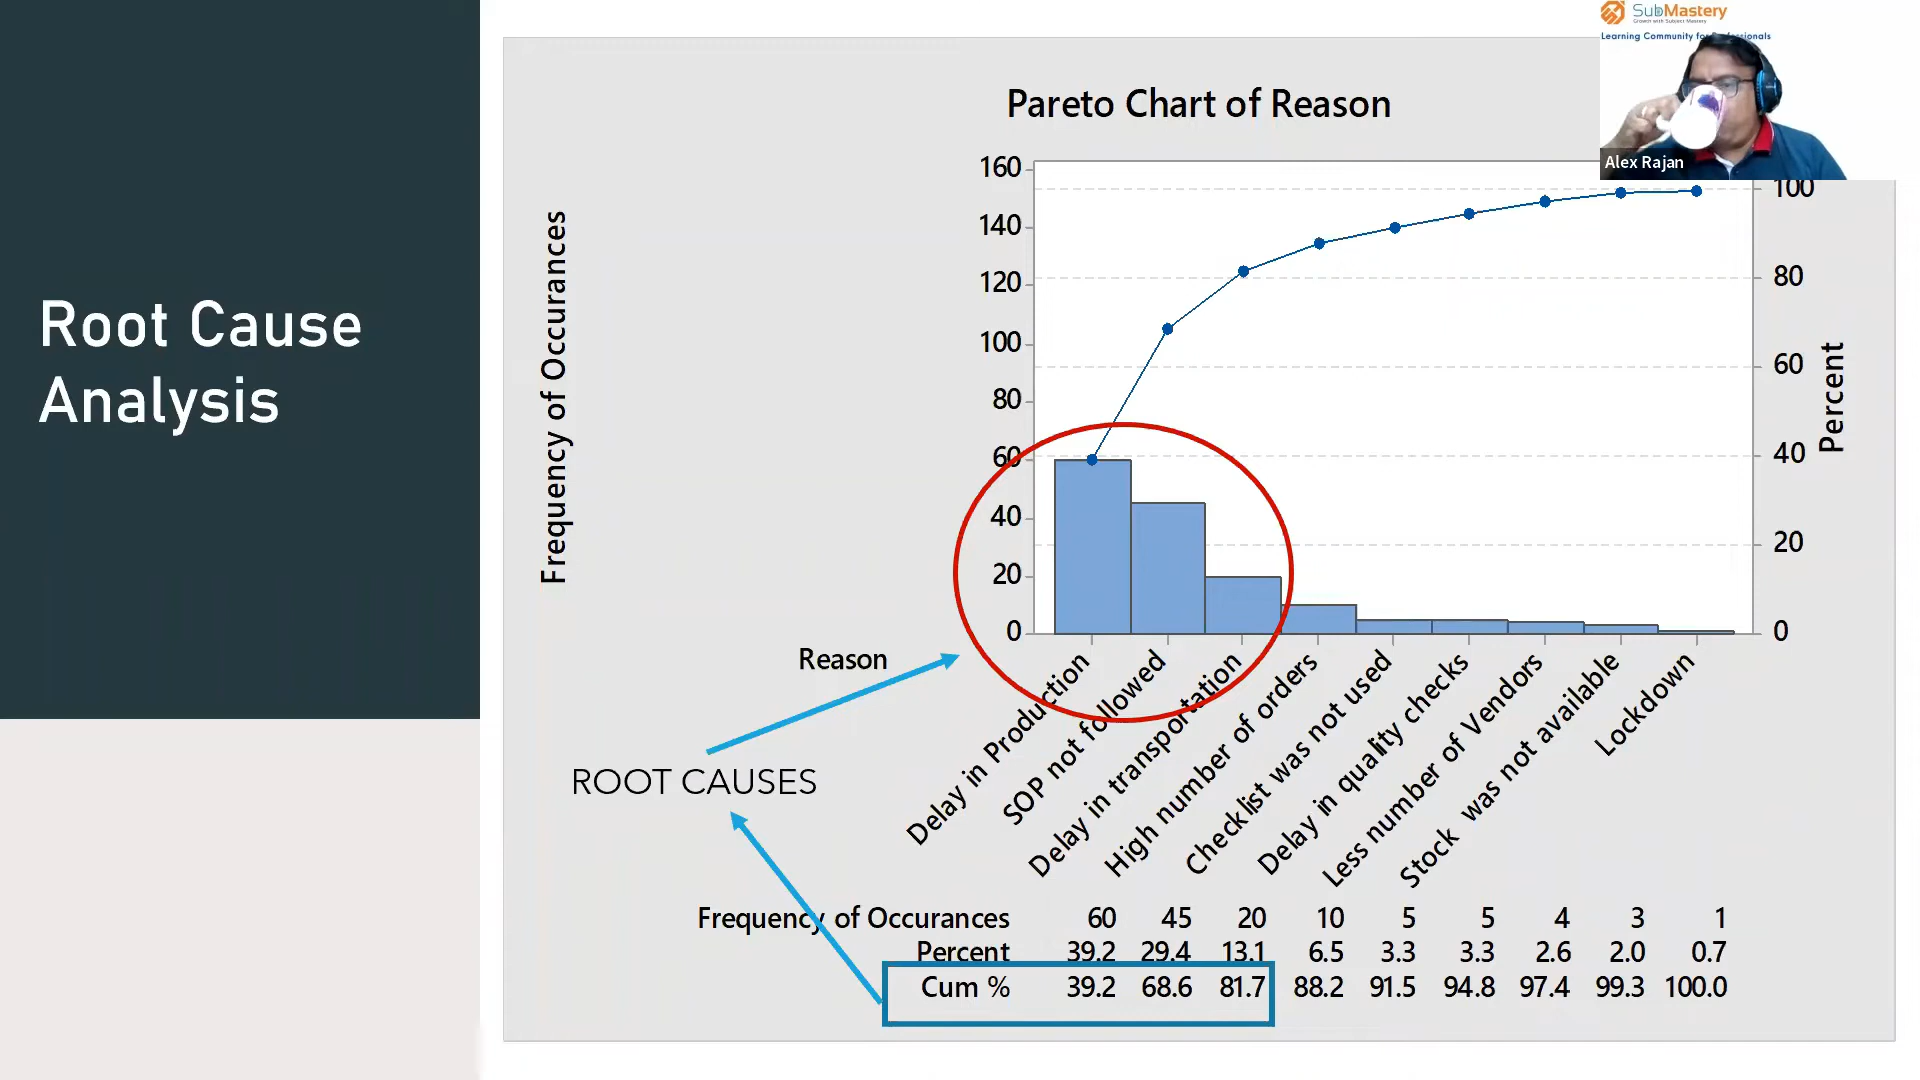 SubMastery
Growth with Subject Mastery
Learning Community for Professionals
Alex Rajan
Root Cause
Analysis
Pareto Chart of Reason
Frequency of Occurances
160
140
120
100
80
60
40
20
0
100
80
60
40
20
0
Percent
Reason
Delay in Production
SOP not followed
Delay in transportation
High number of orders
Checklist was not used
Delay in quality checks
Less number of Vendors
Stock was not available
Lockdown
ROOT CAUSES
Frequency of Occurances 60 45 20 10 5 5 4 3 1
Percent 39.2 29.4 13.1 6.5 3.3 3.3 2.6 2.0 0.7
Cum % 39.2 68.6 81.7 88.2 91.5 94.8 97.4 99.3 100.0